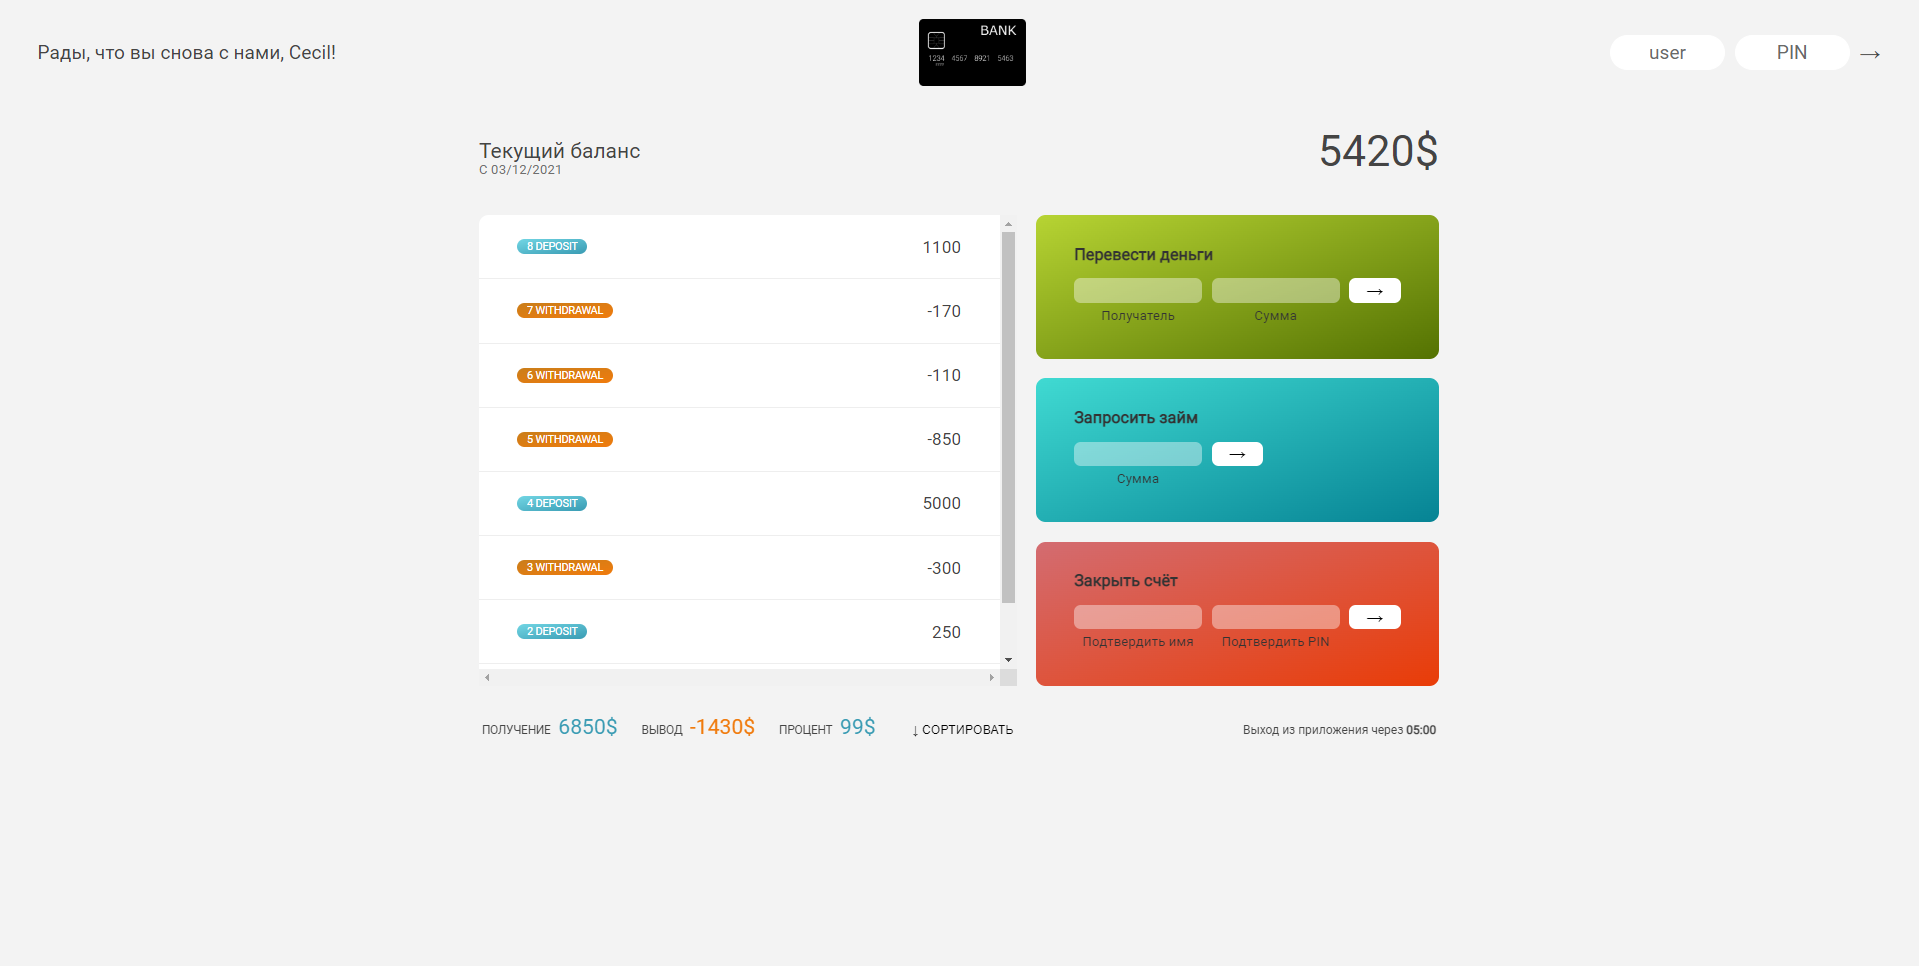 Рады, что вы снова с нами, Cecil!
BANK
1234 4567 8921 5463
user
PIN
→
Текущий баланс
С 03/12/2021
5420$
8 DEPOSIT
1100
7 WITHDRAWAL
-170
6 WITHDRAWAL
-110
5 WITHDRAWAL
-850
4 DEPOSIT
5000
3 WITHDRAWAL
-300
2 DEPOSIT
250
Перевести деньги
→
Получатель
Сумма
Запросить займ
→
Сумма
Закрыть счёт
→
Подтвердить имя
Подтвердить PIN
ПОЛУЧЕНИЕ 6850$ ВЫВОД -1430$ ПРОЦЕНТ 99$ ↓ СОРТИРОВАТЬ
Выход из приложения через 05:00